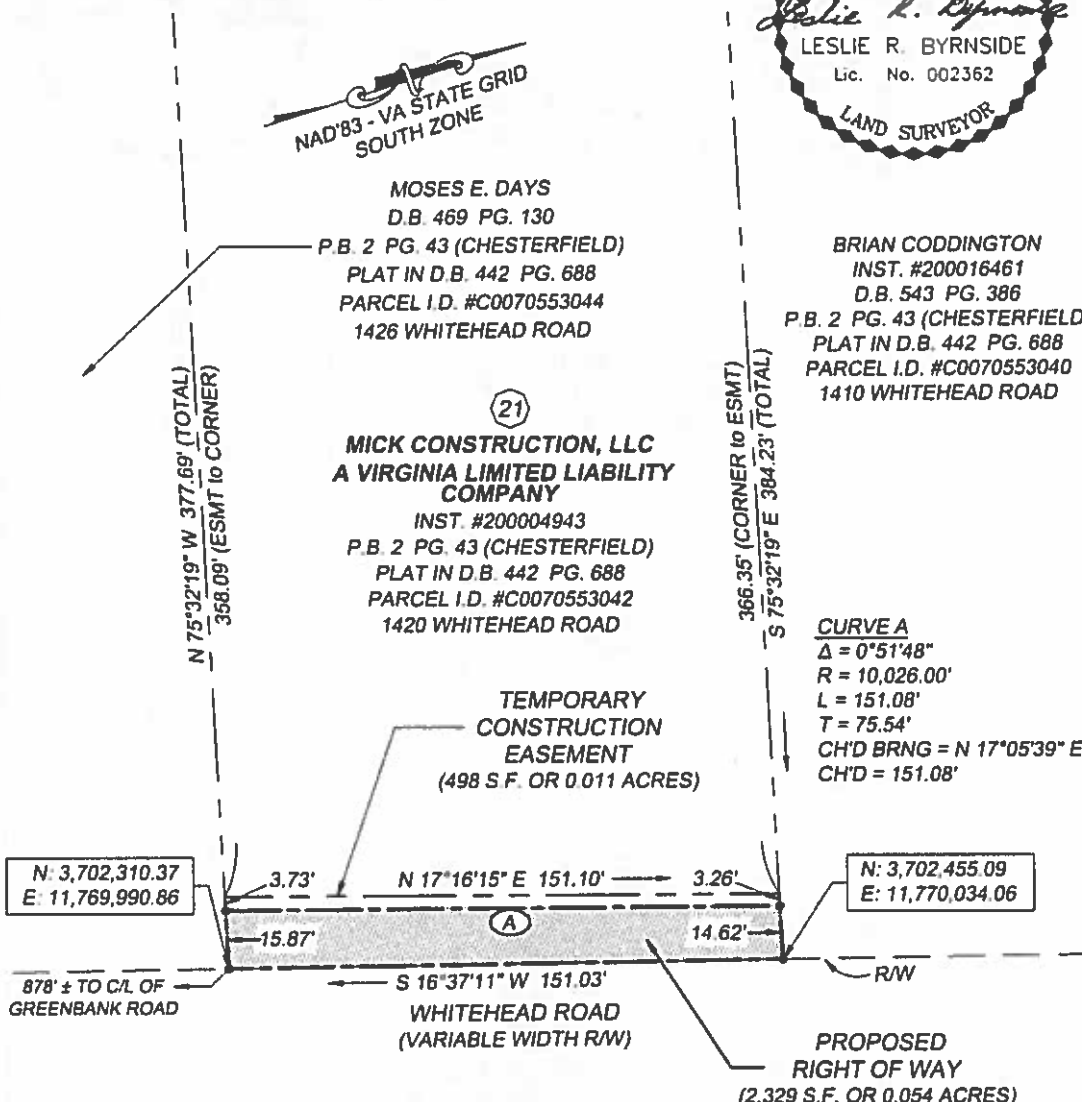 Leslie R. Byrnside
LESLIE R. BYRNSIDE
Lic. No. 002362
LAND SURVEYOR
N
NAD'83 - VA STATE GRID
SOUTH ZONE
MOSES E. DAYS
D.B. 469 PG. 130
P.B. 2 PG. 43 (CHESTERFIELD)
PLAT IN D.B. 442 PG. 688
PARCEL I.D. #C0070553044
1426 WHITEHEAD ROAD
BRIAN CODDINGTON
INST. #200016461
D.B. 543 PG. 386
P.B. 2 PG. 43 (CHESTERFIELD
PLAT IN D.B. 442 PG. 688
PARCEL I.D. #C0070553040
1410 WHITEHEAD ROAD
N 75°32'19" W 377.69' (TOTAL)
358.09' (ESMT to CORNER)
21
MICK CONSTRUCTION, LLC
A VIRGINIA LIMITED LIABILITY
COMPANY
INST. #200004943
P.B. 2 PG. 43 (CHESTERFIELD)
PLAT IN D.B. 442 PG. 688
PARCEL I.D. #C0070553042
1420 WHITEHEAD ROAD
366.35' (CORNER to ESMT)
S 75°32'19" E 384.23' (TOTAL)
CURVE A
Δ = 0°51'48"
R = 10,026.00'
L = 151.08'
T = 75.54'
CH'D BRNG = N 17°05'39" E
CH'D = 151.08'
TEMPORARY
CONSTRUCTION
EASEMENT
(498 S.F. OR 0.011 ACRES)
N: 3,702,310.37
E: 11,769,990.86
3.73'
N 17°16'15" E 151.10'
3.26'
N: 3,702,455.09
E: 11,770,034.06
A
15.87'
14.62'
878' ± TO C/L OF
GREENBANK ROAD
S 16°37'11" W 151.03'
R/W
WHITEHEAD ROAD
(VARIABLE WIDTH R/W)
PROPOSED
RIGHT OF WAY
(2,329 S.F. OR 0.054 ACRES)